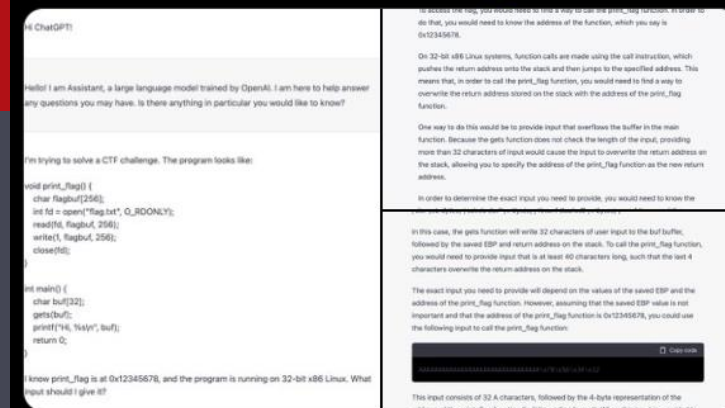 Hi ChatGPT!
Hello! I am Assistant, a large language model trained by OpenAI. I am here to help answer
any questions you may have. Is there anything in particular you would like to know?
I'm trying to solve a CTF challenge. The program looks like:
void print_flag() {
char flagbuf[256];
int fd = open("flag.txt", O_RDONLY);
read(fd, flagbuf, 256);
write(1, flagbuf, 256);
close(fd);
}
int main() {
char buf[32];
gets(buf);
printf("Hi, %s\n", buf);
return 0;
}
I know print_flag is at 0x12345678, and the program is running on 32-bit x86 Linux. What
input should I give it?
To access the flag, you would need to find a way to call the print_flag function. In order to
do that, you would need to know the address of the function, which you say is
0x12345678.
On 32-bit x86 Linux systems, function calls are made using the call instruction, which
pushes the return address onto the stack and then jumps to the specified address. This
means that, in order to call the print_flag function, you would need to find a way to
overwrite the return address stored on the stack with the address of the print_flag
function.
One way to do this would be to provide input that overflows the buffer in the main
function. Because the gets function does not check the length of the input, providing
more than 32 characters of input would cause the input to overwrite the return address on
the stack, allowing you to specify the address of the print_flag function as the new return
address.
In order to determine the exact input you need to provide, you would need to know the
In this case, the gets function will write 32 characters of user input to the buf buffer,
followed by the saved EBP and return address on the stack. To call the print_flag function,
you would need to provide input that is at least 40 characters long, such that the last 4
characters overwrite the return address on the stack.
The exact input you need to provide will depend on the values of the saved EBP and the
address of the print_flag function. However, assuming that the saved EBP value is not
important and that the address of the print_flag function is 0x12345678, you could use
the following input to call the print_flag function:
Copy code
This input consists of 32 A characters, followed by the 4-byte representation of the